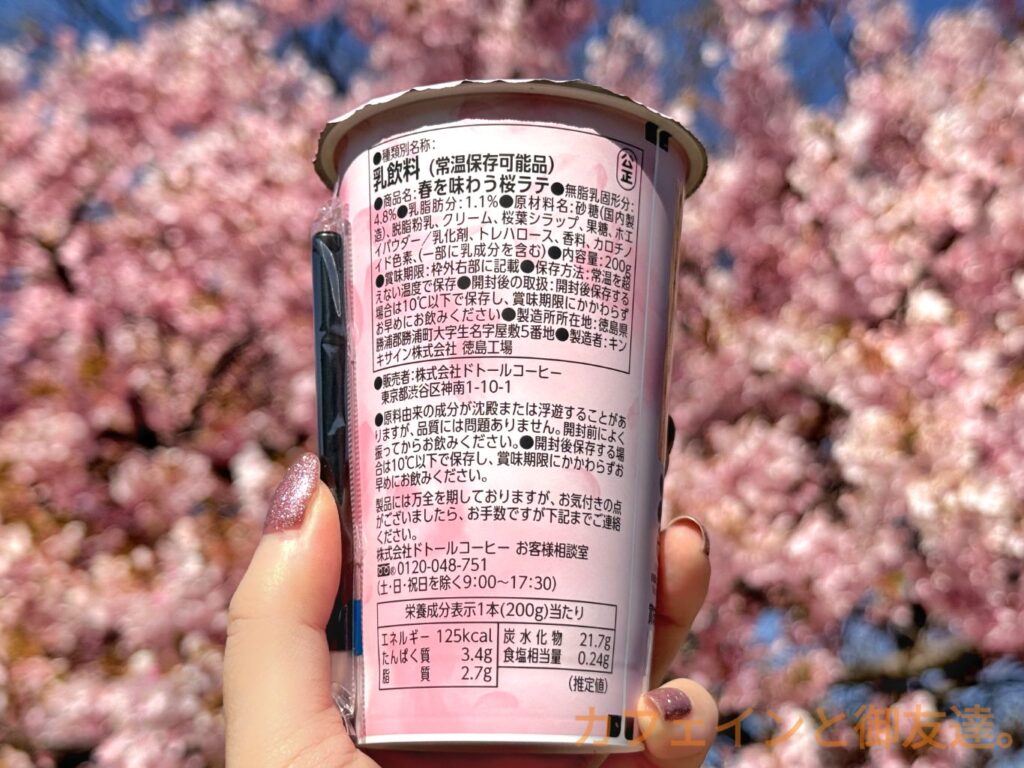 ●種類別名称:
乳飲料 (常温保存可能品)
公正
●商品名:春を味わう桜ラテ●無脂乳固形分:
4.8%●乳脂肪分:1.1%●原材料名:砂糖(国内製
造)、脱脂粉乳、クリーム、桜葉シラップ、果糖、ホエ
イパウダー/乳化剤、トレハロース、香料、カロチノ
イド色素、(一部に乳成分を含む)●内容量:200g
●賞味期限:枠外右部に記載●保存方法:常温を超
えない温度で保存●開封後の取扱:開封後保存する
場合は10℃以下で保存し、賞味期限にかかわらず
お早めにお飲みください●製造所所在地:徳島県
勝浦郡勝浦町大字生名字屋敷5番地●製造者:キン
キサイン株式会社 徳島工場
●販売者:株式会社ドトールコーヒー
東京都渋谷区神南1-10-1
●原料由来の成分が沈殿または浮遊することがあ
りますが、品質には問題ありません。開封前によく
振ってからお飲みください。●開封後保存する場
合は10℃以下で保存し、賞味期限にかかわらずお
早めにお飲みください。
製品には万全を期しておりますが、お気付きの点
がございましたら、お手数ですが下記までご連絡
ください。
株式会社ドトールコーヒー お客様相談室
0120-048-751
(土・日・祝日を除く9:00〜17:30)
栄養成分表示1本(200g)当たり
エネルギー 125kcal 炭水化物 21.7g
たんぱく質 3.4g 食塩相当量 0.24g
脂質 2.7g
(推定値)
カフェインと御友達。